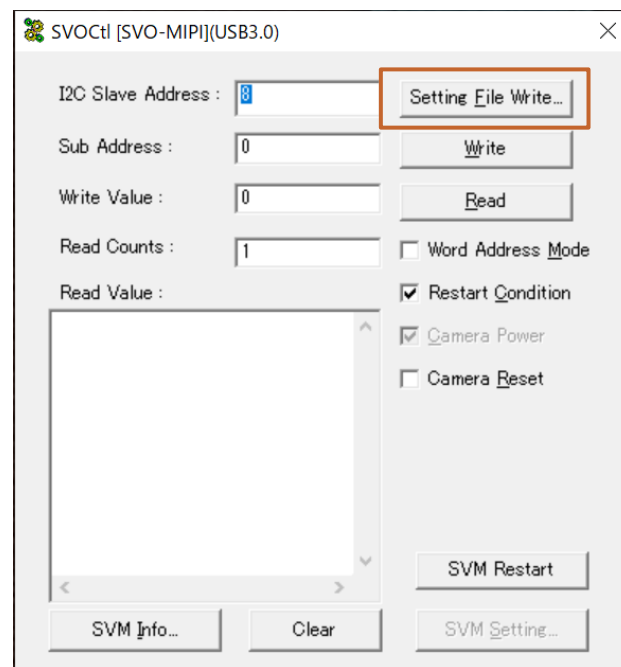 SVOCtl [SVO-MIPI](USB3.0)
I2C Slave Address : 8 Setting File Write...
Sub Address : 0 Write
Write Value : 0 Read
Read Counts : 1 Word Address Mode
Read Value : Restart Condition
Camera Power
Camera Reset
SVM Restart
SVM Info... Clear SVM Setting...